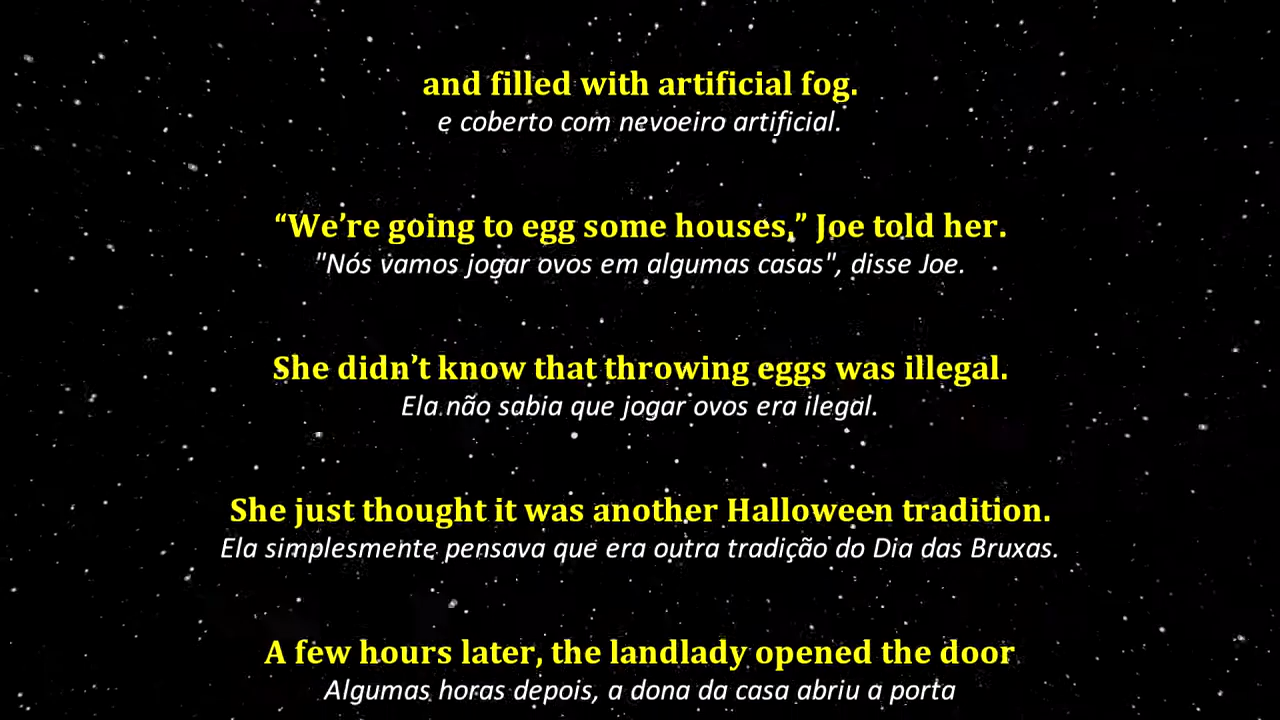 and filled with artificial fog.
e coberto com nevoeiro artificial.
“We’re going to egg some houses,” Joe told her.
"Nós vamos jogar ovos em algumas casas", disse Joe.
She didn’t know that throwing eggs was illegal.
Ela não sabia que jogar ovos era ilegal.
She just thought it was another Halloween tradition.
Ela simplesmente pensava que era outra tradição do Dia das Bruxas.
A few hours later, the landlady opened the door
Algumas horas depois, a dona da casa abriu a porta